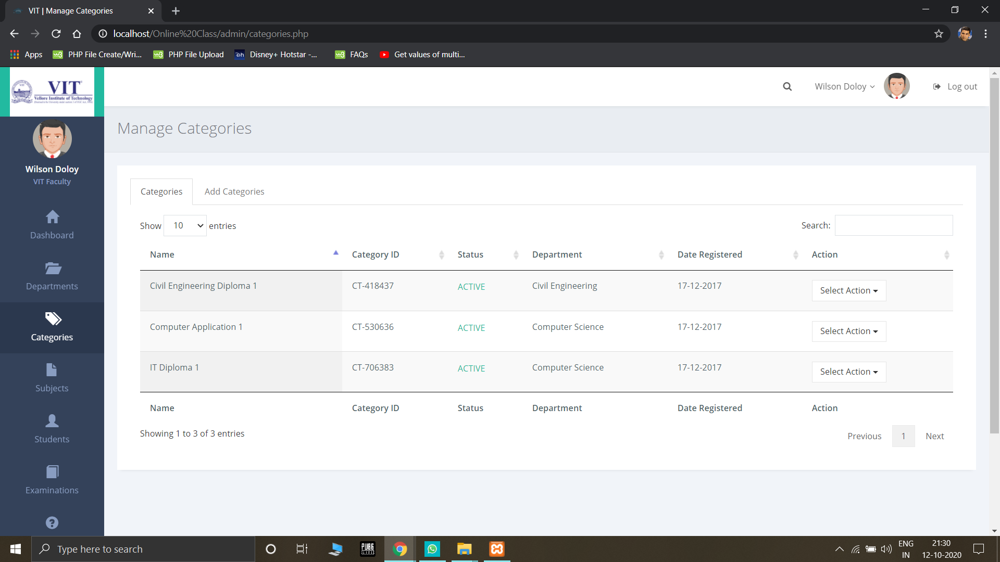 VIT | Manage Categories
localhost/Online%20Class/admin/categories.php
Apps PHP File Create/Wri... PHP File Upload Disney+ Hotstar -... FAQs Get values of multi...
VIT
Vellore Institute of Technology
Wilson Doloy Log out
Manage Categories
Wilson Doloy
VIT Faculty
Dashboard
Departments
Categories
Subjects
Students
Examinations
Categories Add Categories
Show 10 entries Search:
Name Category ID Status Department Date Registered Action
Civil Engineering Diploma 1 CT-418437 ACTIVE Civil Engineering 17-12-2017 Select Action
Computer Application 1 CT-530636 ACTIVE Computer Science 17-12-2017 Select Action
IT Diploma 1 CT-706383 ACTIVE Computer Science 17-12-2017 Select Action
Name Category ID Status Department Date Registered Action
Showing 1 to 3 of 3 entries Previous 1 Next
Type here to search
PUBG
LITE
ENG
IN
21:30
12-10-2020